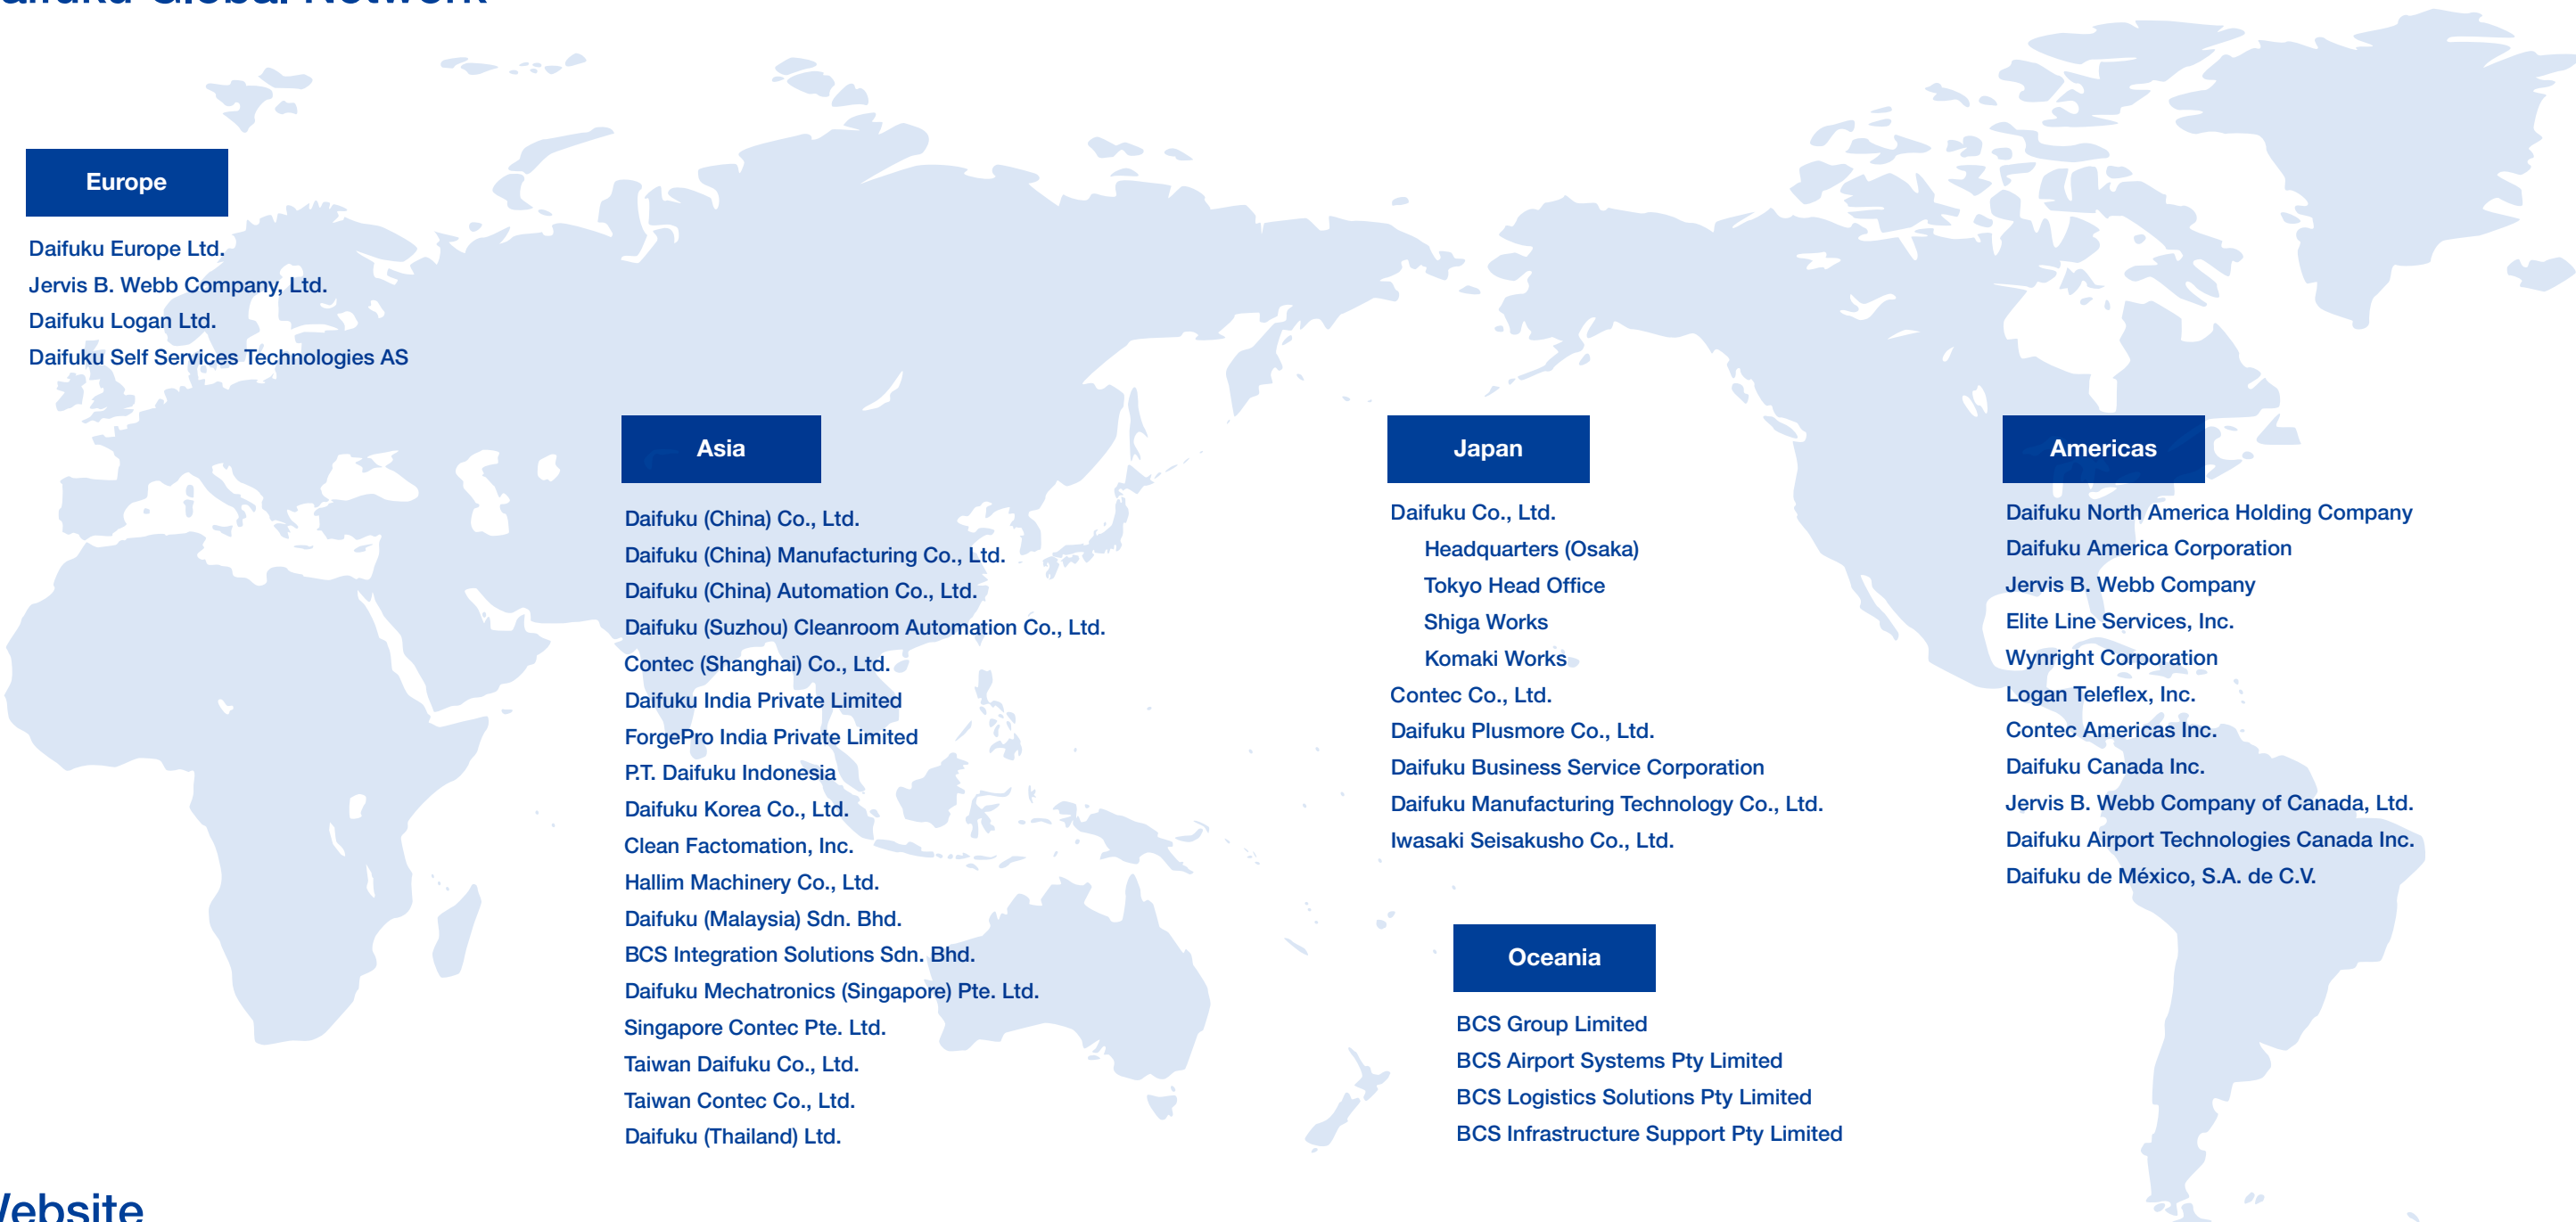 Daifuku Global Network
Europe
Daifuku Europe Ltd.
Jervis B. Webb Company, Ltd.
Daifuku Logan Ltd.
Daifuku Self Services Technologies AS
Asia
Daifuku (China) Co., Ltd.
Daifuku (China) Manufacturing Co., Ltd.
Daifuku (China) Automation Co., Ltd.
Daifuku (Suzhou) Cleanroom Automation Co., Ltd.
Contec (Shanghai) Co., Ltd.
Daifuku India Private Limited
ForgePro India Private Limited
P.T. Daifuku Indonesia
Daifuku Korea Co., Ltd.
Clean Factomation, Inc.
Hallim Machinery Co., Ltd.
Daifuku (Malaysia) Sdn. Bhd.
BCS Integration Solutions Sdn. Bhd.
Daifuku Mechatronics (Singapore) Pte. Ltd.
Singapore Contec Pte. Ltd.
Taiwan Daifuku Co., Ltd.
Taiwan Contec Co., Ltd.
Daifuku (Thailand) Ltd.
Japan
Daifuku Co., Ltd.
Headquarters (Osaka)
Tokyo Head Office
Shiga Works
Komaki Works
Contec Co., Ltd.
Daifuku Plusmore Co., Ltd.
Daifuku Business Service Corporation
Daifuku Manufacturing Technology Co., Ltd.
Iwasaki Seisakusho Co., Ltd.
Oceania
BCS Group Limited
BCS Airport Systems Pty Limited
BCS Logistics Solutions Pty Limited
BCS Infrastructure Support Pty Limited
Americas
Daifuku North America Holding Company
Daifuku America Corporation
Jervis B. Webb Company
Elite Line Services, Inc.
Wynright Corporation
Logan Teleflex, Inc.
Contec Americas Inc.
Daifuku Canada Inc.
Jervis B. Webb Company of Canada, Ltd.
Daifuku Airport Technologies Canada Inc.
Daifuku de México, S.A. de C.V.
Website